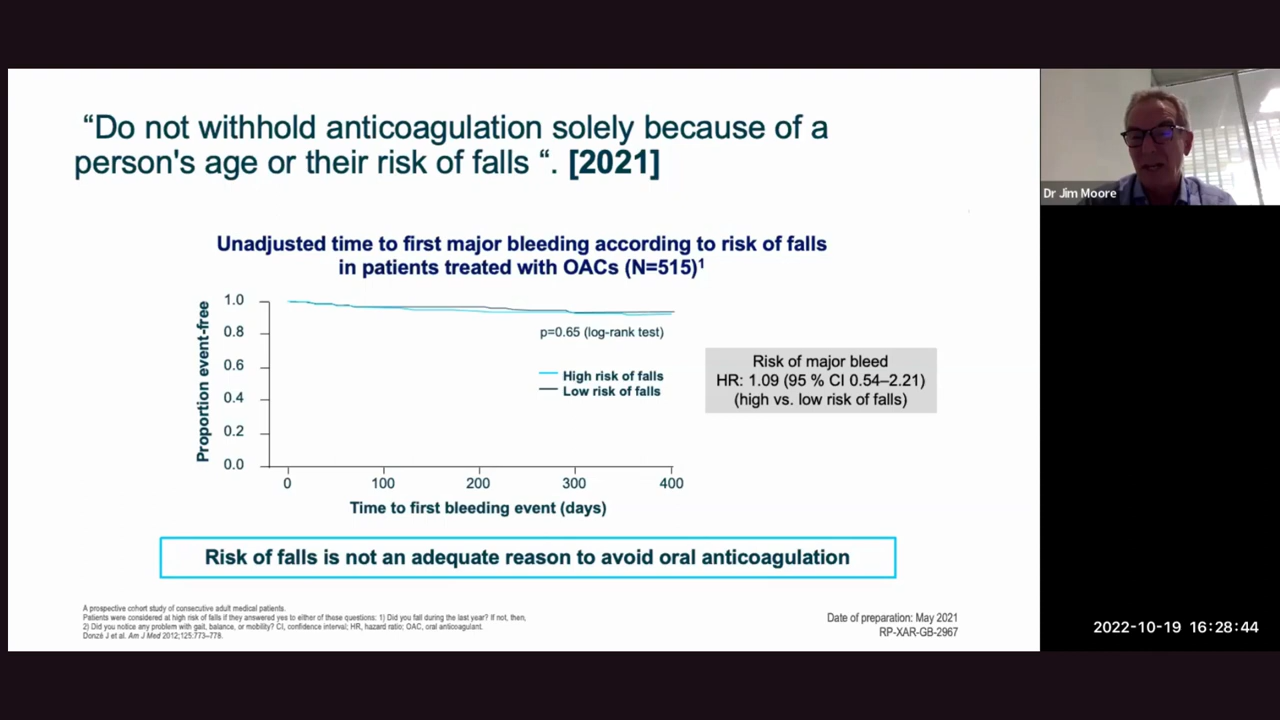 “Do not withhold anticoagulation solely because of a
person's age or their risk of falls “. [2021]
Unadjusted time to first major bleeding according to risk of falls
in patients treated with OACs (N=515)¹
Proportion event-free
1.0
0.8
0.6
0.4
0.2
0.0
p=0.65 (log-rank test)
High risk of falls
Low risk of falls
0 100 200 300 400
Time to first bleeding event (days)
Risk of major bleed
HR: 1.09 (95 % CI 0.54–2.21)
(high vs. low risk of falls)
Risk of falls is not an adequate reason to avoid oral anticoagulation
A prospective cohort study of consecutive adult medical patients.
Patients were considered at high risk of falls if they answered yes to either of these questions: 1) Did you fall during the last year? If not, then,
2) Did you notice any problem with gait, balance, or mobility? CI, confidence interval; HR, hazard ratio; OAC, oral anticoagulant.
Donzé J et al. Am J Med 2012;125:773–778.
Date of preparation: May 2021
RP-XAR-GB-2967
Dr Jim Moore
2022-10-19 16:28:44